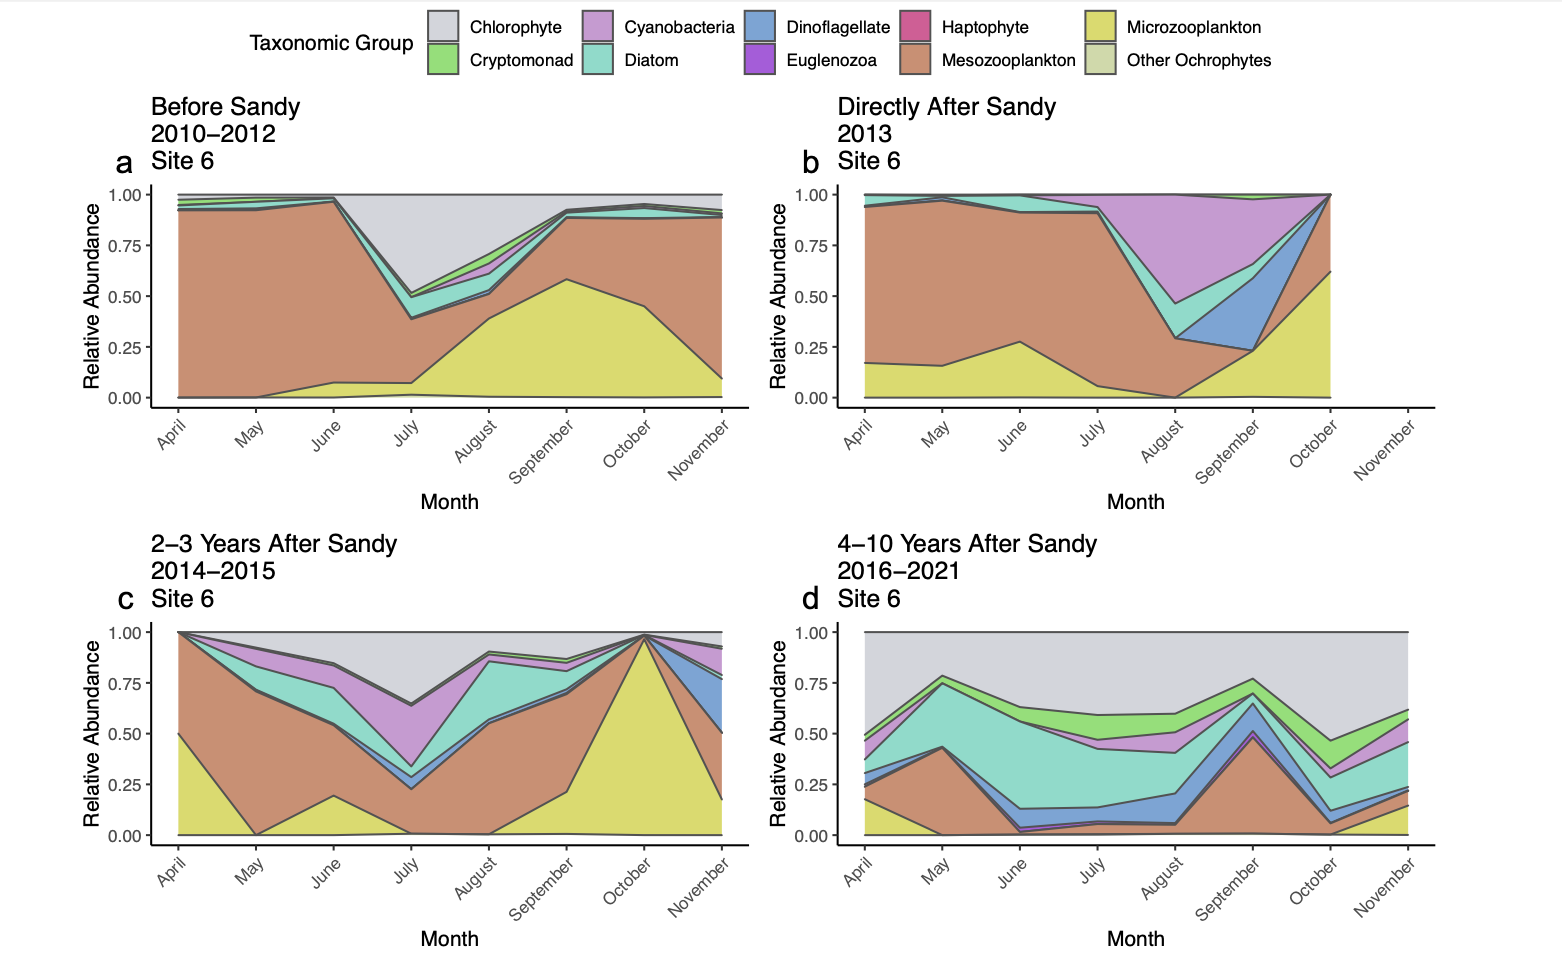 Taxonomic Group
Chlorophyte Cyanobacteria Dinoflagellate Haptophyte Microzooplankton
Cryptomonad Diatom Euglenozoa Mesozooplankton Other Ochrophytes
Before Sandy
2010–2012
a Site 6
Relative Abundance
1.00
0.75
0.50
0.25
0.00
April May June July August September October November
Month
Directly After Sandy
2013
b Site 6
Relative Abundance
1.00
0.75
0.50
0.25
0.00
April May June July August September October November
Month
2–3 Years After Sandy
2014–2015
c Site 6
Relative Abundance
1.00
0.75
0.50
0.25
0.00
April May June July August September October November
Month
4–10 Years After Sandy
2016–2021
d Site 6
Relative Abundance
1.00
0.75
0.50
0.25
0.00
April May June July August September October November
Month